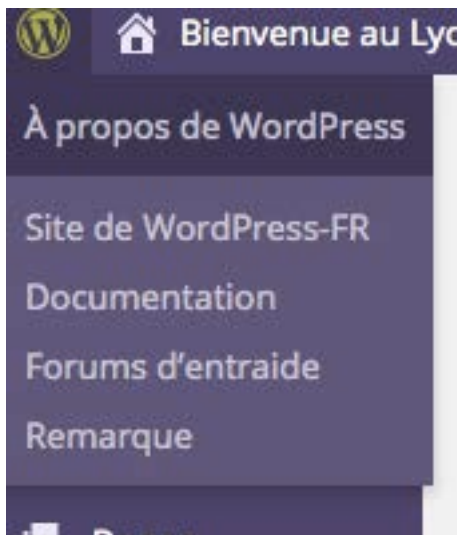 Bienvenue au Lyc
À propos de WordPress
Site de WordPress-FR
Documentation
Forums d'entraide
Remarque